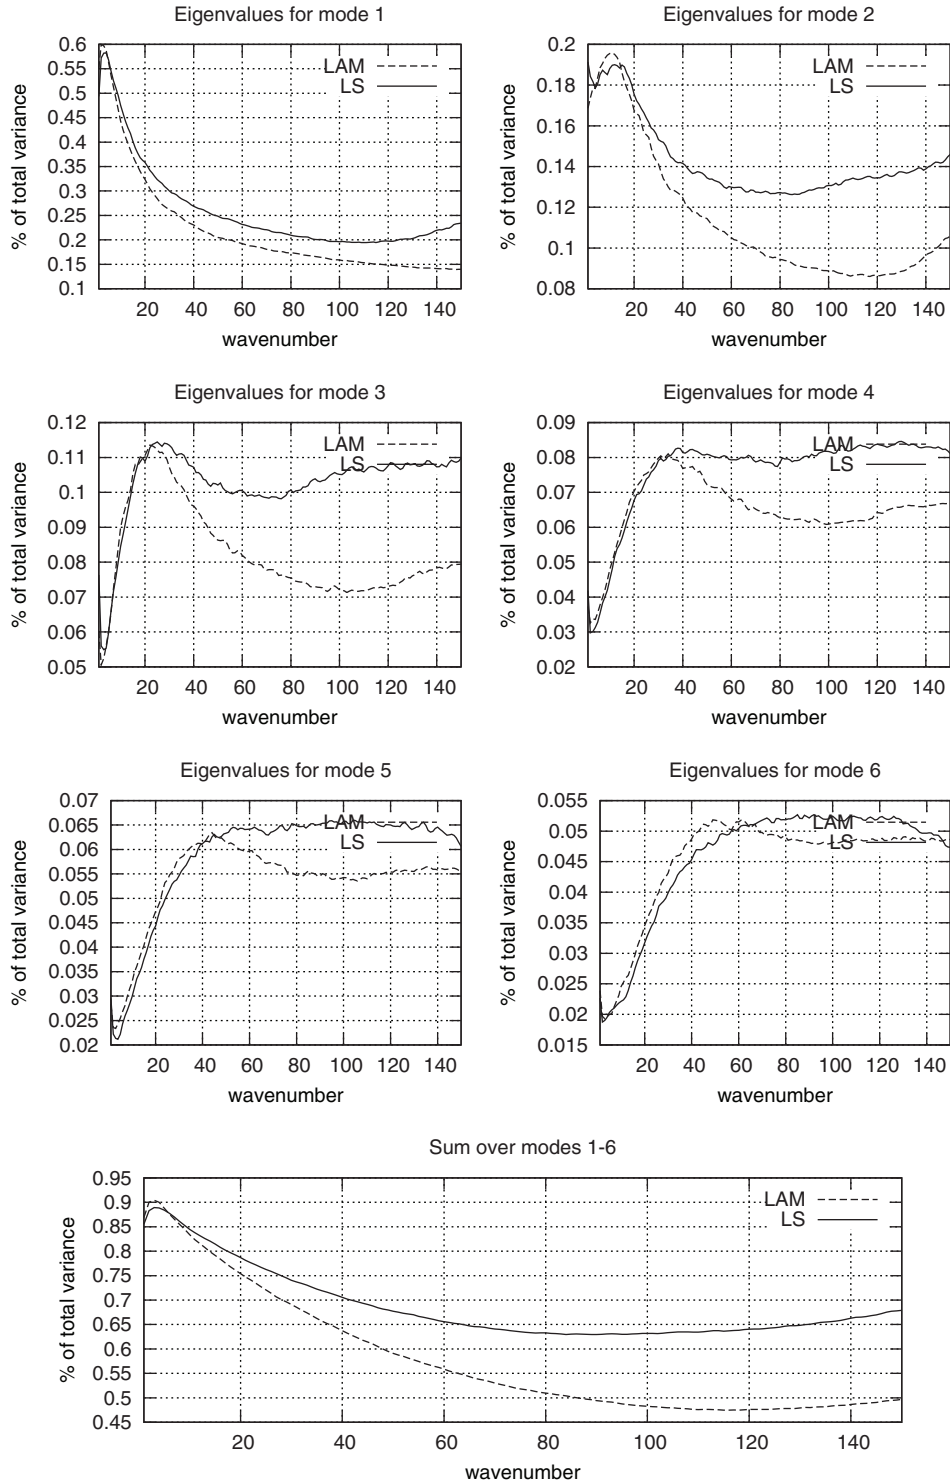 Eigenvalues for mode 1
% of total variance
0.6
0.55
0.5
0.45
0.4
0.35
0.3
0.25
0.2
0.15
0.1
LAM
LS
20 40 60 80 100 120 140
wavenumber
Eigenvalues for mode 2
% of total variance
0.2
0.18
0.16
0.14
0.12
0.1
0.08
LAM
LS
20 40 60 80 100 120 140
wavenumber
Eigenvalues for mode 3
% of total variance
0.12
0.11
0.1
0.09
0.08
0.07
0.06
0.05
LAM
LS
20 40 60 80 100 120 140
wavenumber
Eigenvalues for mode 4
% of total variance
0.09
0.08
0.07
0.06
0.05
0.04
0.03
0.02
LAM
LS
20 40 60 80 100 120 140
wavenumber
Eigenvalues for mode 5
% of total variance
0.07
0.065
0.06
0.055
0.05
0.045
0.04
0.035
0.03
0.025
0.02
LAM
LS
20 40 60 80 100 120 140
wavenumber
Eigenvalues for mode 6
% of total variance
0.055
0.05
0.045
0.04
0.035
0.03
0.025
0.02
0.015
LAM
LS
20 40 60 80 100 120 140
wavenumber
Sum over modes 1-6
% of total variance
0.95
0.9
0.85
0.8
0.75
0.7
0.65
0.6
0.55
0.5
0.45
LAM
LS
20 40 60 80 100 120 140
wavenumber